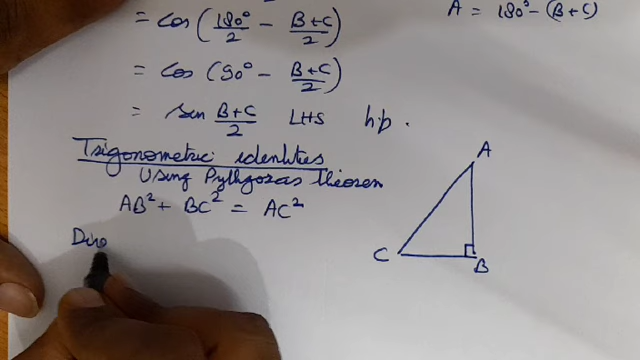 = cos (180°/2 - B+C/2)
A = 180° - (B+C)
= cos (90° - B+C/2)
= sin B+C/2 LHS hp.
Trigonometric identities
Using Pythgoras theorem
AB² + BC² = AC²
A
C
B